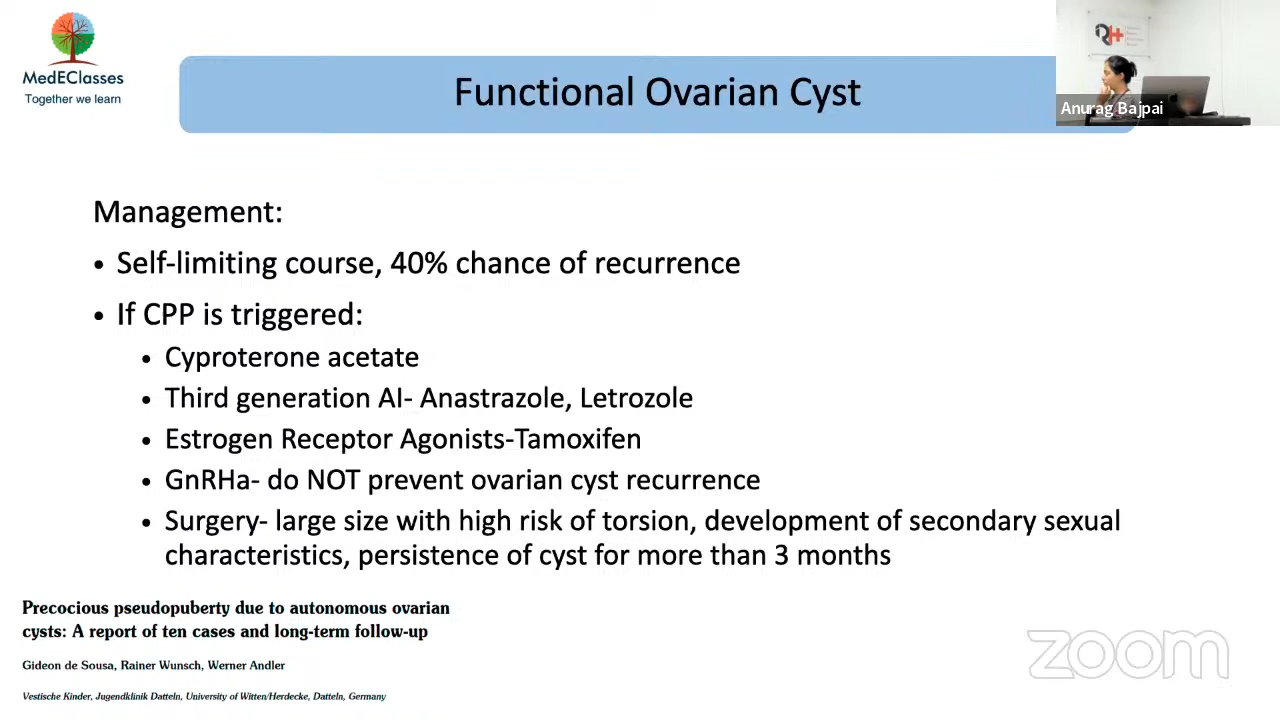 MedEClasses
Together we learn
Functional Ovarian Cyst
Anurag Bajpai
Management:
• Self-limiting course, 40% chance of recurrence
• If CPP is triggered:
• Cyproterone acetate
• Third generation AI- Anastrazole, Letrozole
• Estrogen Receptor Agonists-Tamoxifen
• GnRHa- do NOT prevent ovarian cyst recurrence
• Surgery- large size with high risk of torsion, development of secondary sexual
characteristics, persistence of cyst for more than 3 months
Precocious pseudopuberty due to autonomous ovarian
cysts: A report of ten cases and long-term follow-up
Gideon de Sousa, Rainer Wunsch, Werner Andler
Vestische Kinder, Jugendklinik Datteln, University of Witten/Herdecke, Datteln, Germany
zoom